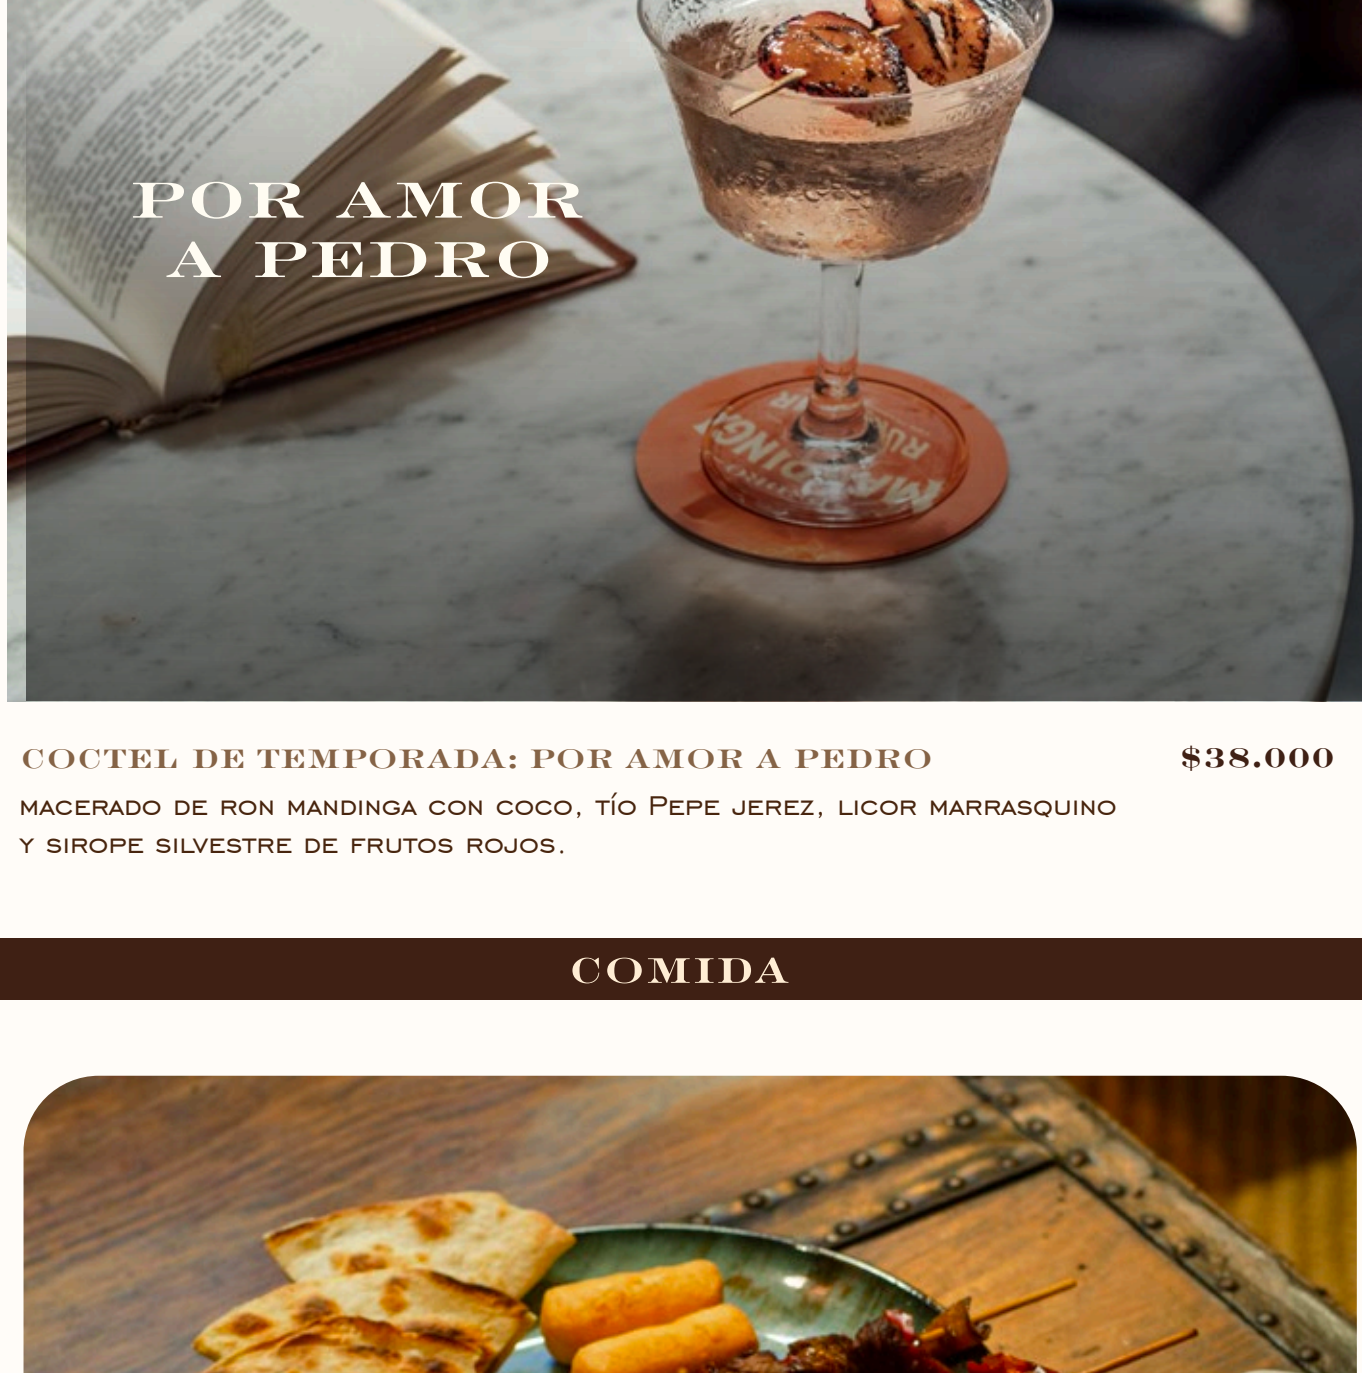 POR AMOR
A PEDRO
COCTEL DE TEMPORADA: POR AMOR A PEDRO $38.000
MACERADO DE RON MANDINGA CON COCO, TÍO PEPE JEREZ, LICOR MARRASQUINO
Y SIROPE SILVESTRE DE FRUTOS ROJOS.
COMIDA